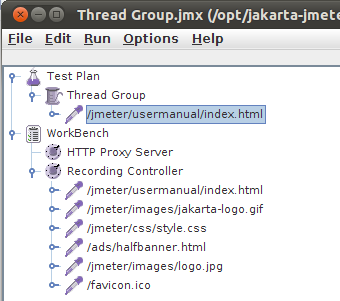 Thread Group.jmx (/opt/jakarta-jme
File Edit Run Options Help
Test Plan
Thread Group
/jmeter/usermanual/index.html
WorkBench
HTTP Proxy Server
Recording Controller
/jmeter/usermanual/index.html
/jmeter/images/jakarta-logo.gif
/jmeter/css/style.css
/ads/halfbanner.html
/jmeter/images/logo.jpg
/favicon.ico